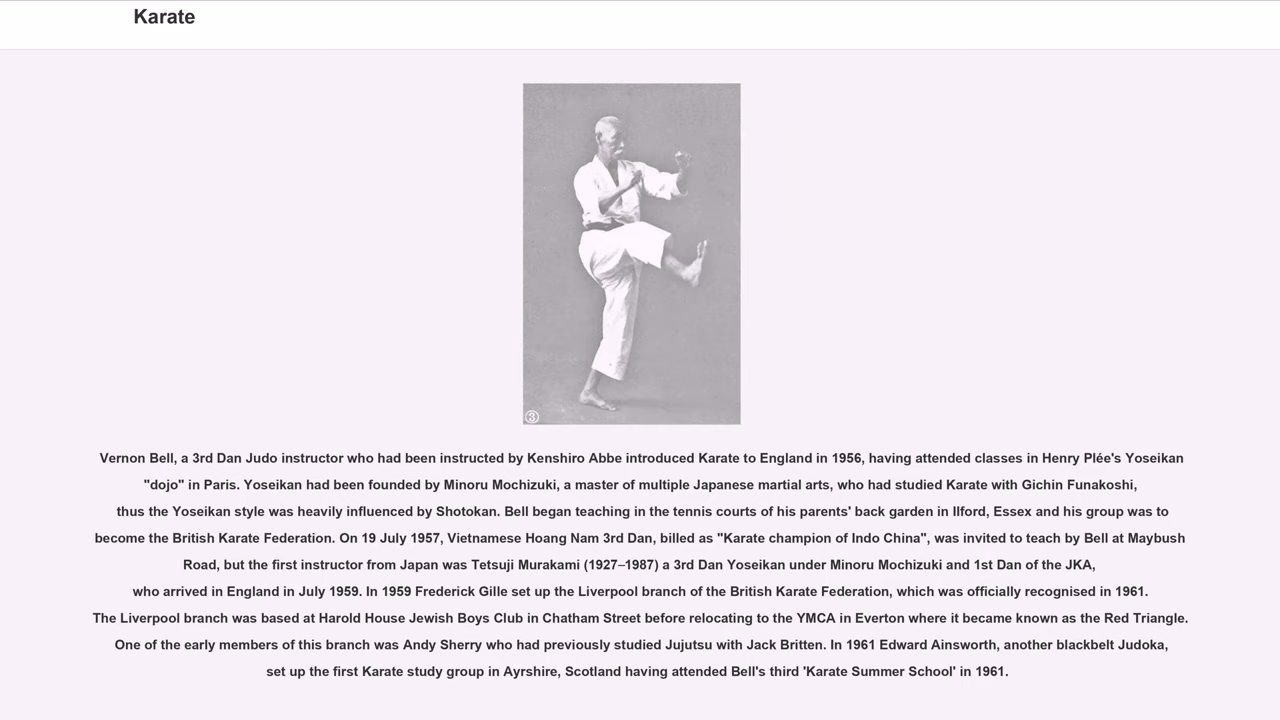 Karate
③
Vernon Bell, a 3rd Dan Judo instructor who had been instructed by Kenshiro Abbe introduced Karate to England in 1956, having attended classes in Henry Plée's Yoseikan
"dojo" in Paris. Yoseikan had been founded by Minoru Mochizuki, a master of multiple Japanese martial arts, who had studied Karate with Gichin Funakoshi,
thus the Yoseikan style was heavily influenced by Shotokan. Bell began teaching in the tennis courts of his parents' back garden in Ilford, Essex and his group was to
become the British Karate Federation. On 19 July 1957, Vietnamese Hoang Nam 3rd Dan, billed as "Karate champion of Indo China", was invited to teach by Bell at Maybush
Road, but the first instructor from Japan was Tetsuji Murakami (1927–1987) a 3rd Dan Yoseikan under Minoru Mochizuki and 1st Dan of the JKA,
who arrived in England in July 1959. In 1959 Frederick Gille set up the Liverpool branch of the British Karate Federation, which was officially recognised in 1961.
The Liverpool branch was based at Harold House Jewish Boys Club in Chatham Street before relocating to the YMCA in Everton where it became known as the Red Triangle.
One of the early members of this branch was Andy Sherry who had previously studied Jujutsu with Jack Britten. In 1961 Edward Ainsworth, another blackbelt Judoka,
set up the first Karate study group in Ayrshire, Scotland having attended Bell's third 'Karate Summer School' in 1961.